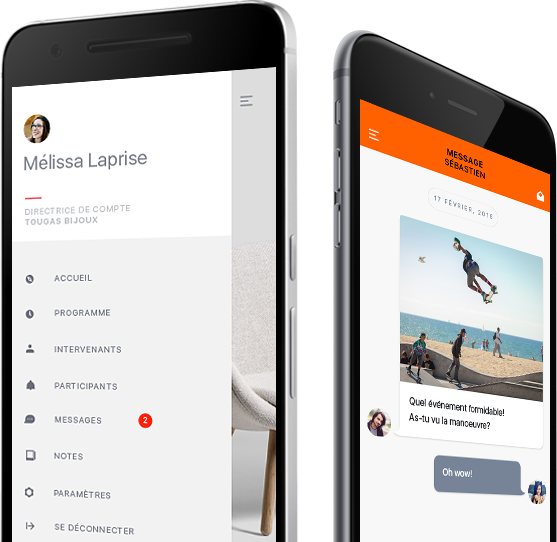 Mélissa Laprise
DIRECTRICE DE COMPTE
TOUGAS BIJOUX
ACCUEIL
PROGRAMME
INTERVENANTS
PARTICIPANTS
MESSAGES
2
NOTES
PARAMÈTRES
SE DÉCONNECTER
MESSAGE
SÉBASTIEN
17 FÉVRIER, 2016
Quel événement formidable!
As-tu vu la manoeuvre?
Oh wow!